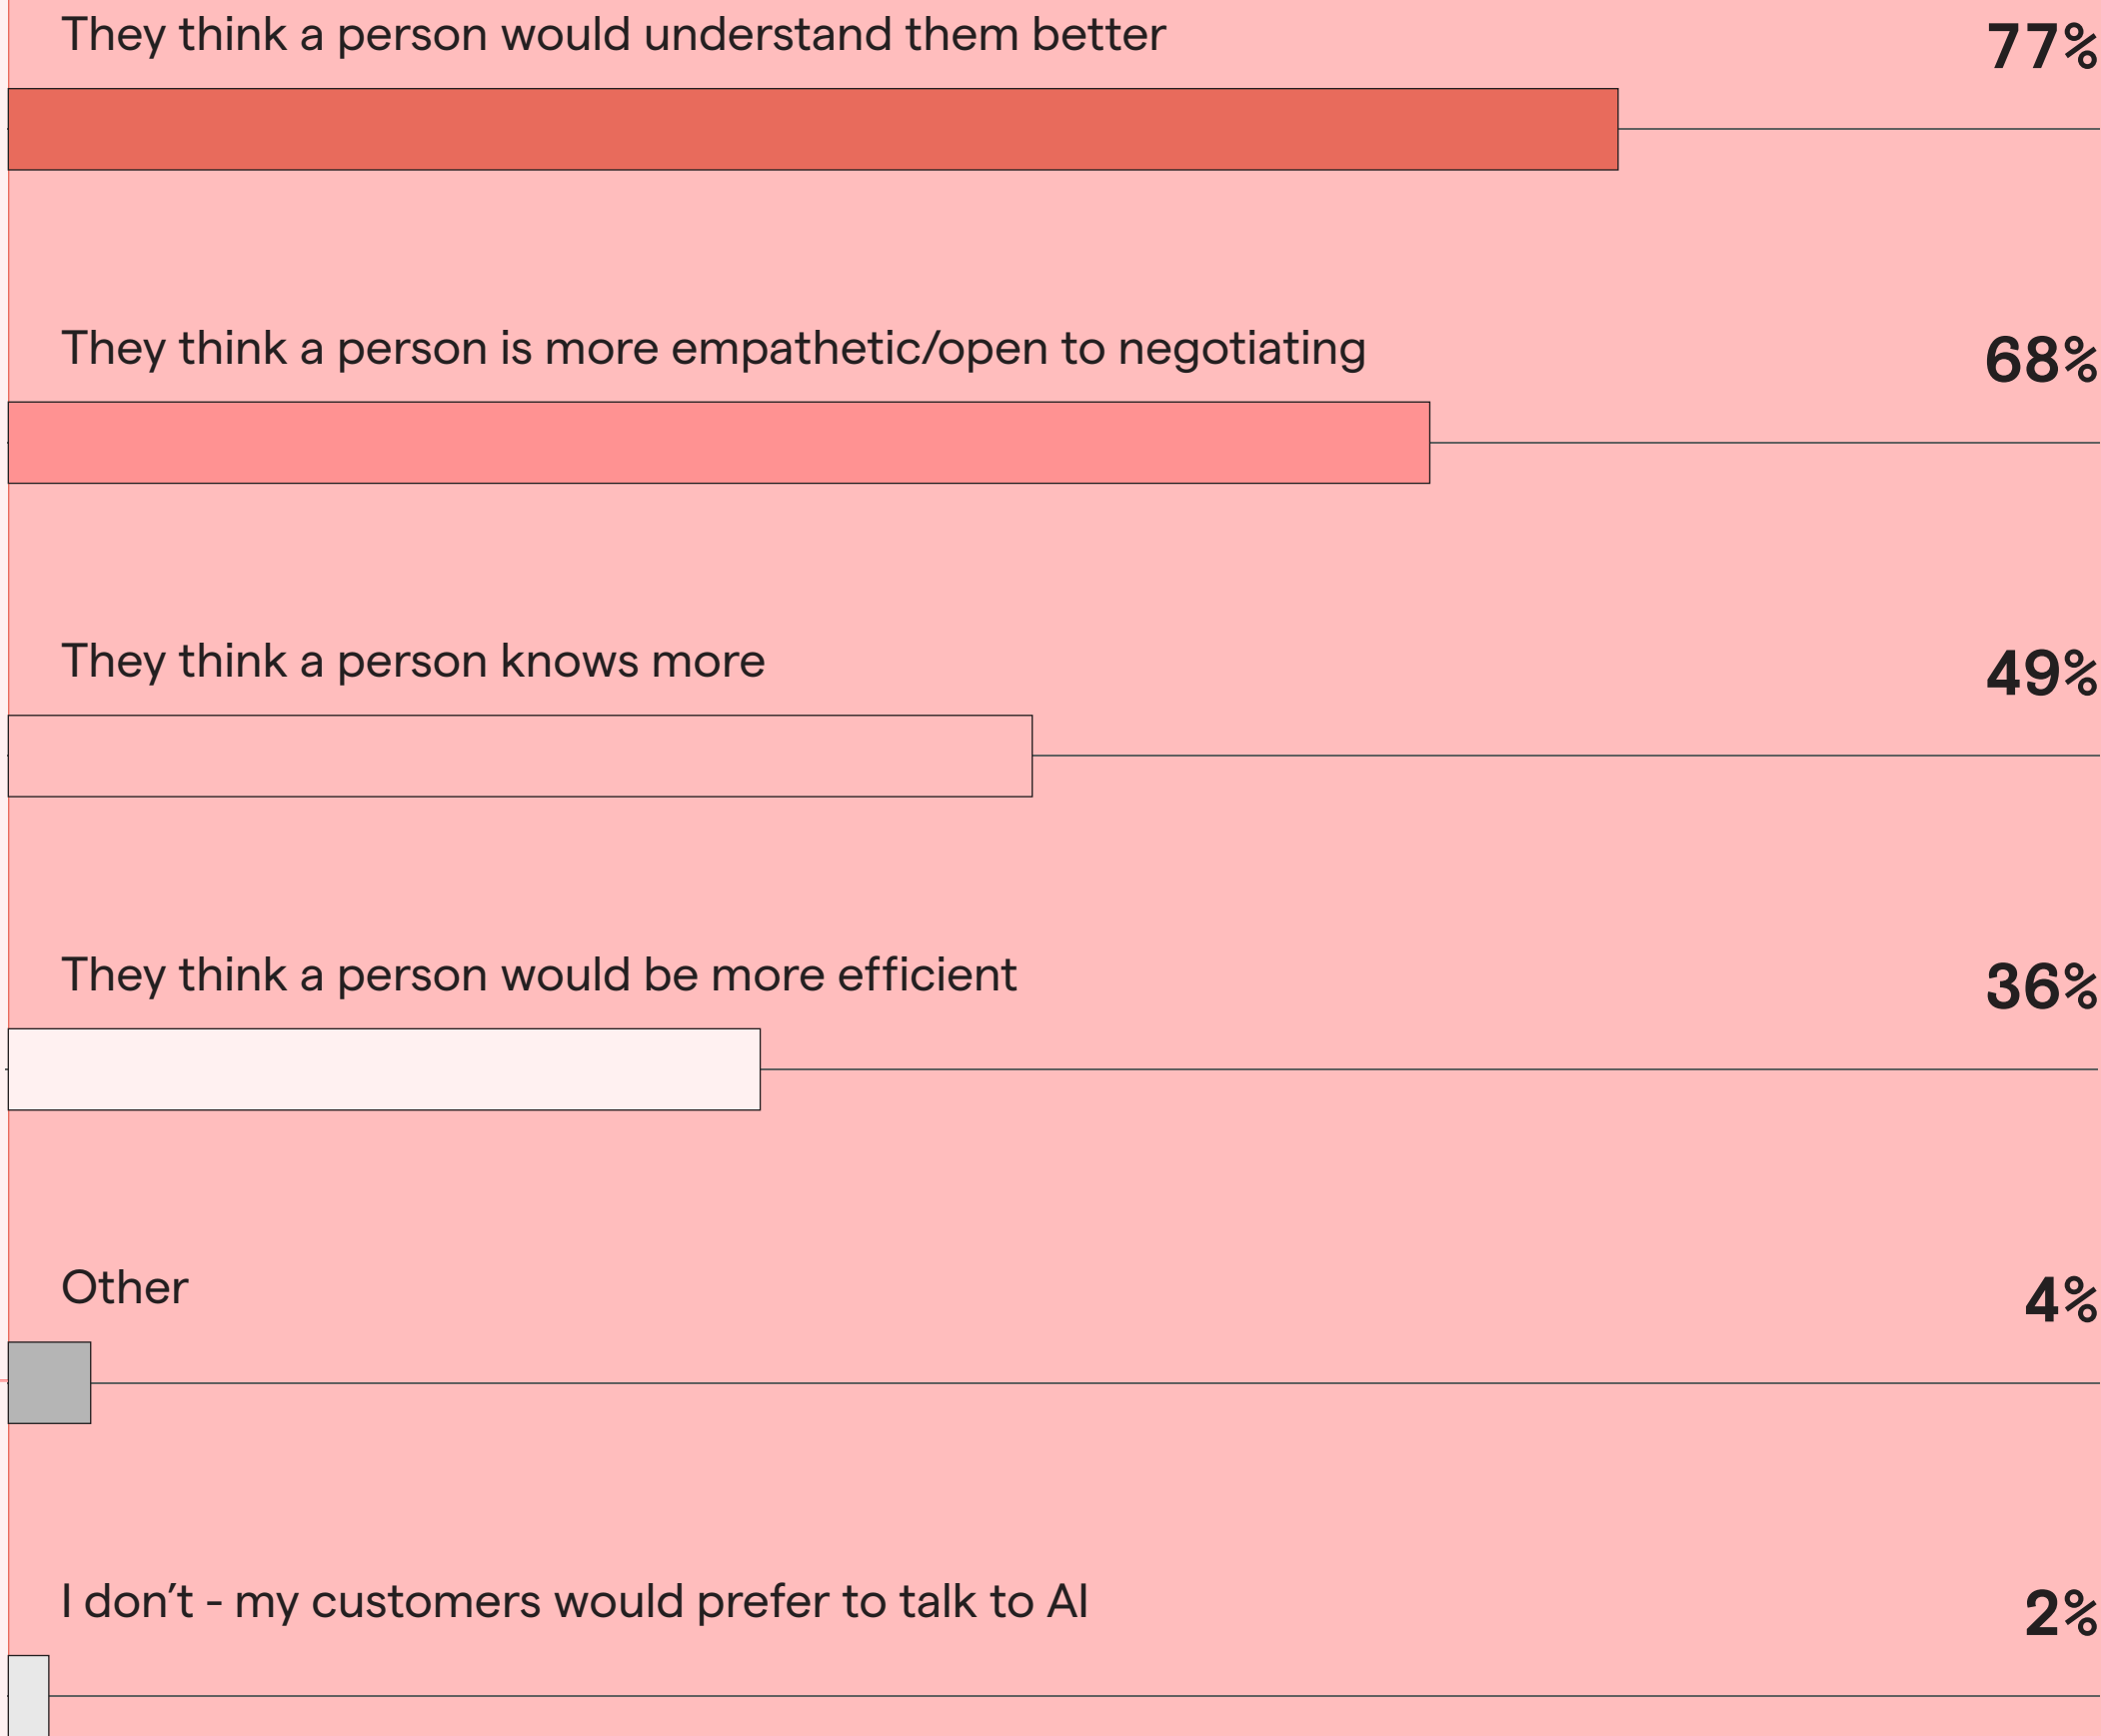 They think a person would understand them better 77%
They think a person is more empathetic/open to negotiating 68%
They think a person knows more 49%
They think a person would be more efficient 36%
Other 4%
I don’t - my customers would prefer to talk to AI 2%